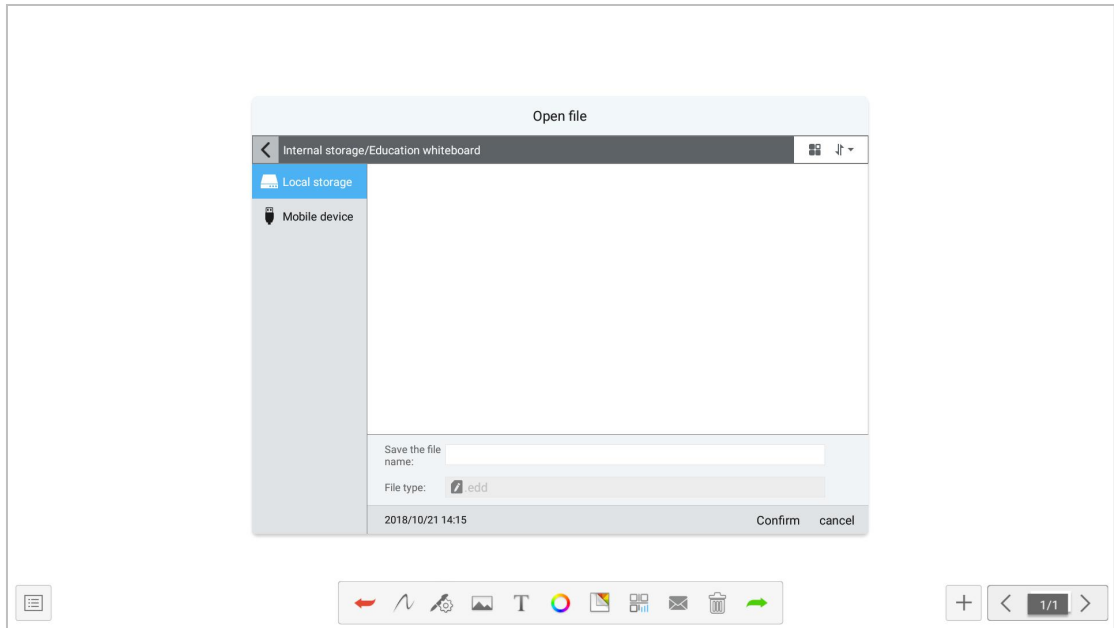 Open file
Internal storage/Education whiteboard
Local storage
Mobile device
Save the file
name:
File type: .edd
2018/10/21 14:15 Confirm cancel
T
1/1